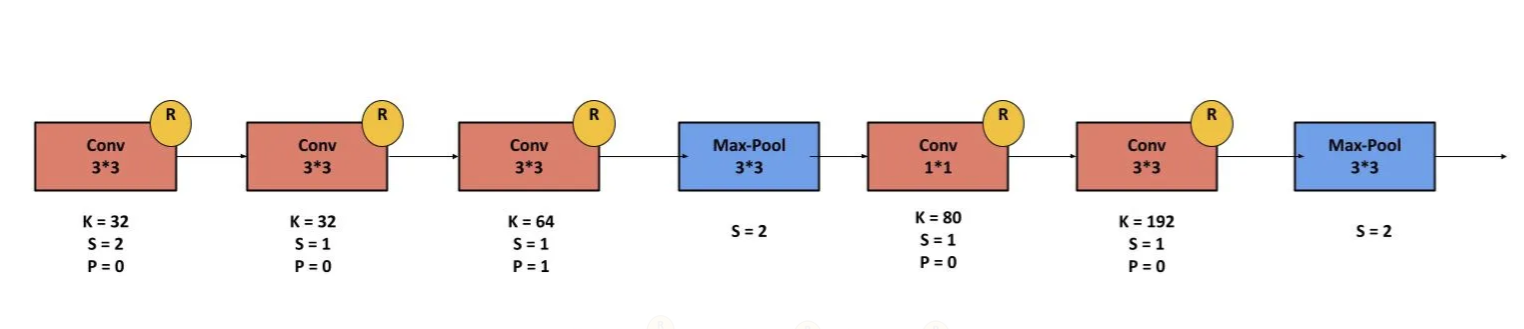 R
Conv
3*3
K = 32
S = 2
P = 0
R
Conv
3*3
K = 32
S = 1
P = 0
R
Conv
3*3
K = 64
S = 1
P = 1
Max-Pool
3*3
S = 2
R
Conv
1*1
K = 80
S = 1
P = 0
R
Conv
3*3
K = 192
S = 1
P = 0
Max-Pool
3*3
S = 2